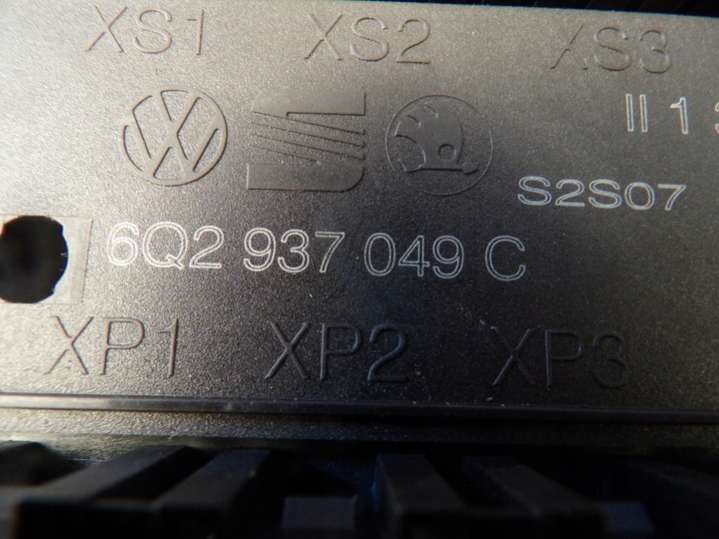 XS1 XS2 XS3
II 1
S2S07
6Q2 937 049 C
XP1 XP2 XP3